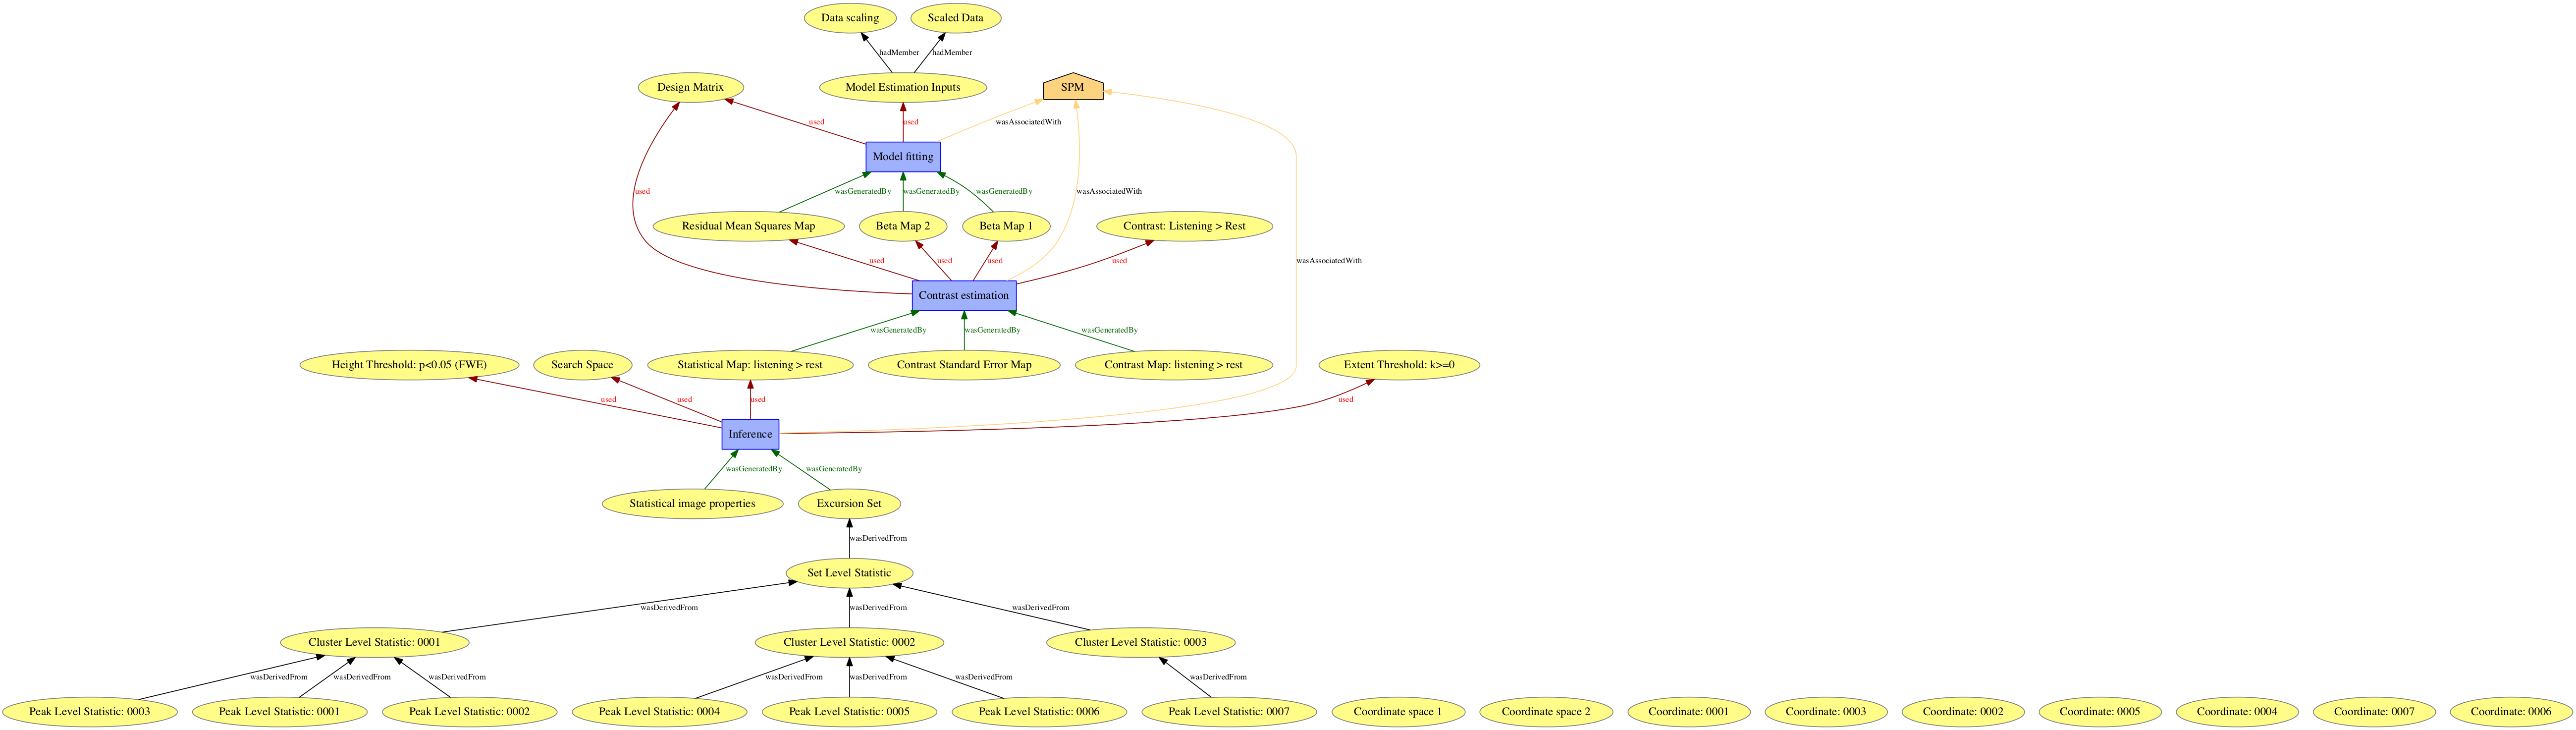 Data scaling
Scaled Data
hadMember
hadMember
Design Matrix
Model Estimation Inputs
SPM
used
used
wasAssociatedWith
Model fitting
used
wasGeneratedBy
wasGeneratedBy
wasGeneratedBy
wasAssociatedWith
Residual Mean Squares Map
Beta Map 2
Beta Map 1
Contrast: Listening > Rest
used
used
used
used
wasAssociatedWith
Contrast estimation
wasGeneratedBy
wasGeneratedBy
wasGeneratedBy
Height Threshold: p<0.05 (FWE)
Search Space
Statistical Map: listening > rest
Contrast Standard Error Map
Contrast Map: listening > rest
Extent Threshold: k>=0
used
used
used
used
Inference
wasGeneratedBy
wasGeneratedBy
Statistical image properties
Excursion Set
wasDerivedFrom
Set Level Statistic
wasDerivedFrom
wasDerivedFrom
wasDerivedFrom
Cluster Level Statistic: 0001
Cluster Level Statistic: 0002
Cluster Level Statistic: 0003
wasDerivedFrom
wasDerivedFrom
wasDerivedFrom
wasDerivedFrom
wasDerivedFrom
wasDerivedFrom
wasDerivedFrom
Peak Level Statistic: 0003
Peak Level Statistic: 0001
Peak Level Statistic: 0002
Peak Level Statistic: 0004
Peak Level Statistic: 0005
Peak Level Statistic: 0006
Peak Level Statistic: 0007
Coordinate space 1
Coordinate space 2
Coordinate: 0001
Coordinate: 0003
Coordinate: 0002
Coordinate: 0005
Coordinate: 0004
Coordinate: 0007
Coordinate: 0006